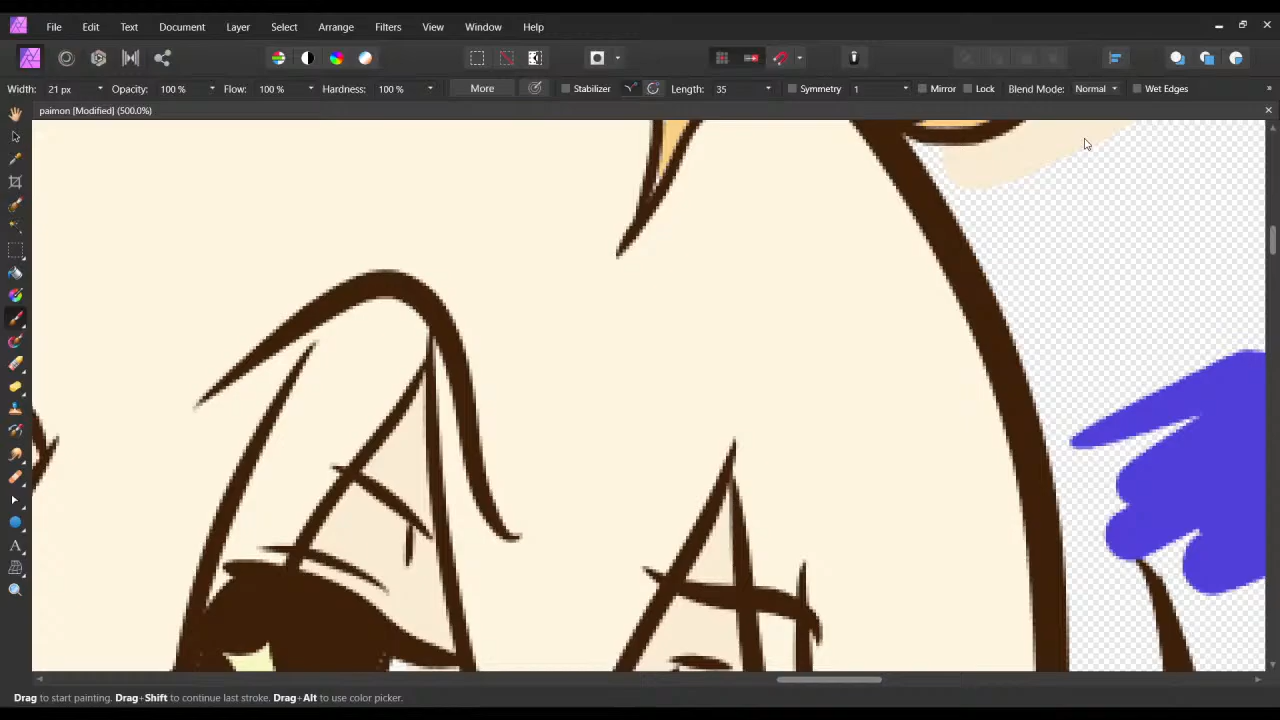 File Edit Text Document Layer Select Arrange Filters View Window Help
Width: 21 px Opacity: 100 % Flow: 100 % Hardness: 100 % More Stabilizer Length: 35 Symmetry 1 Mirror Lock Blend Mode: Normal Wet Edges
paimon [Modified] (500.0%)
Drag to start painting. Drag+Shift to continue last stroke. Drag+Alt to use color picker.